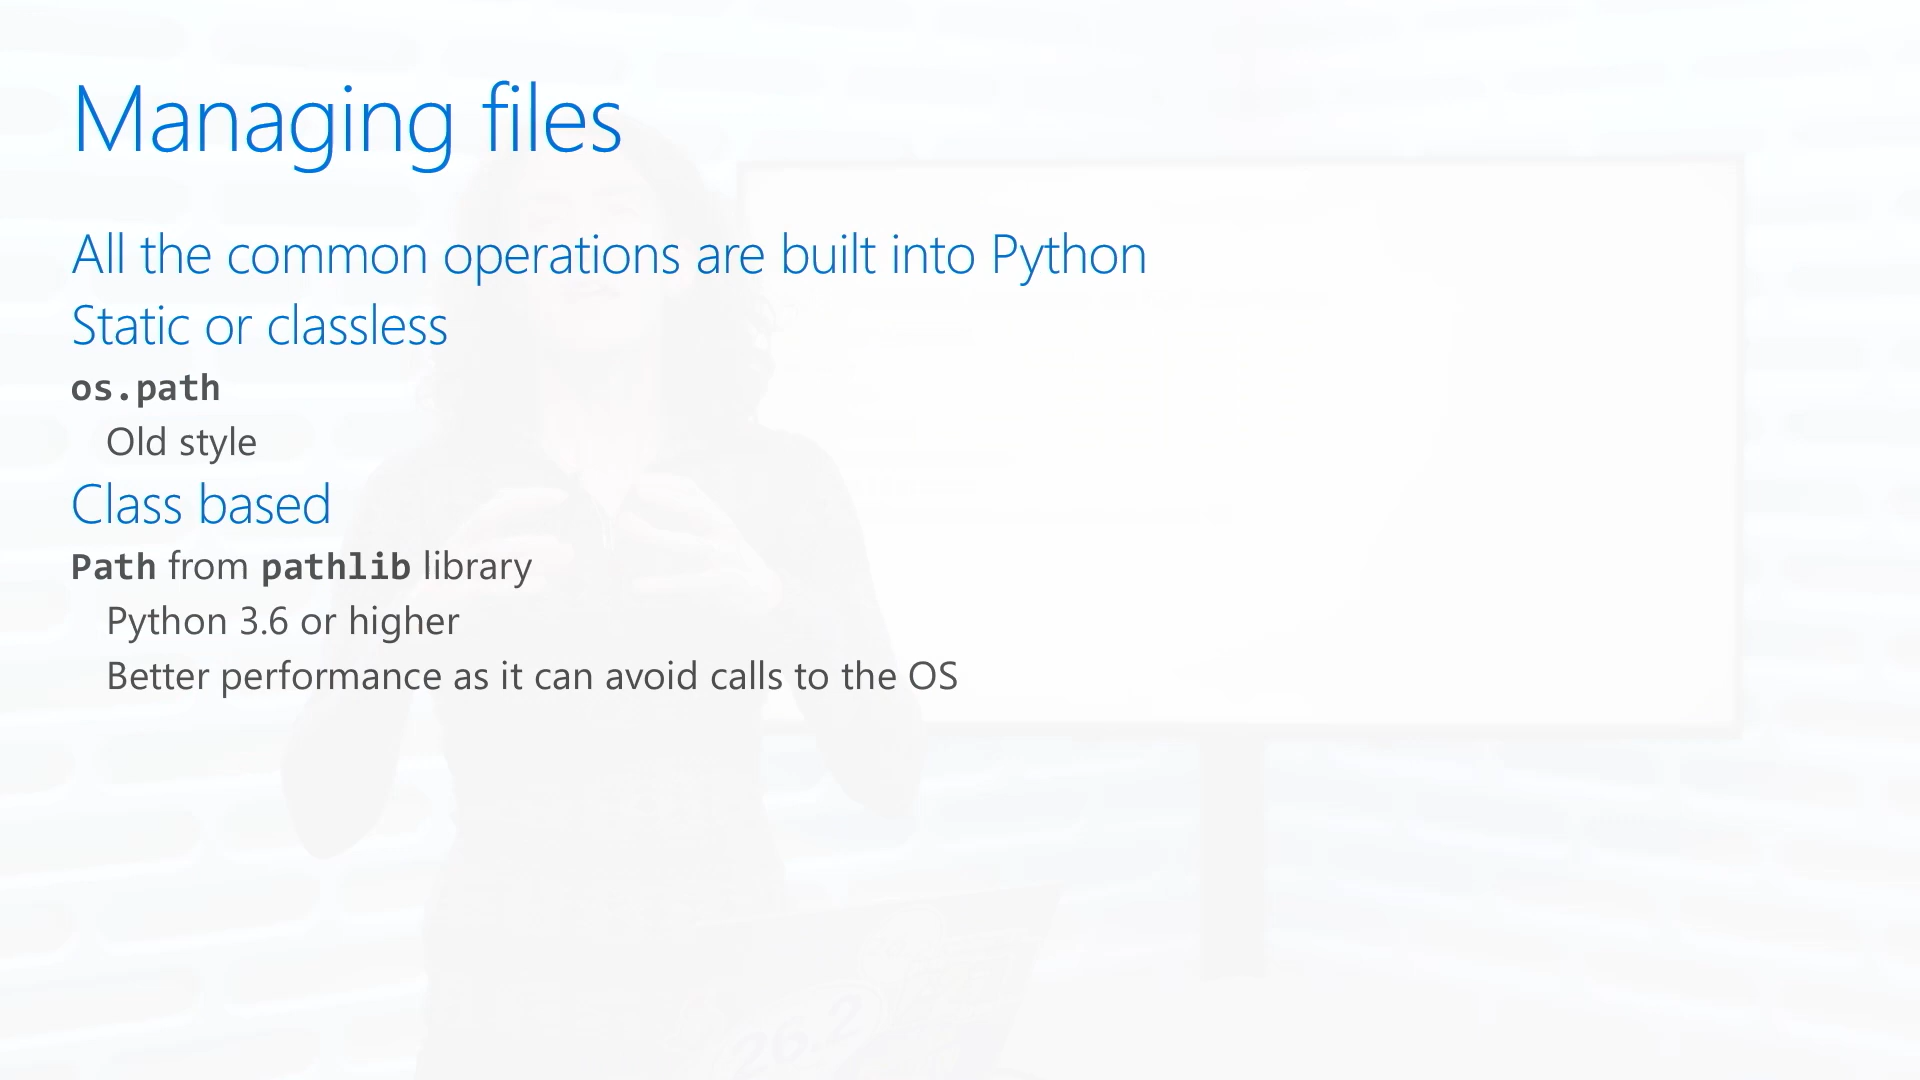 Managing files
All the common operations are built into Python
Static or classless
os.path
Old style
Class based
Path from pathlib library
Python 3.6 or higher
Better performance as it can avoid calls to the OS
26.2